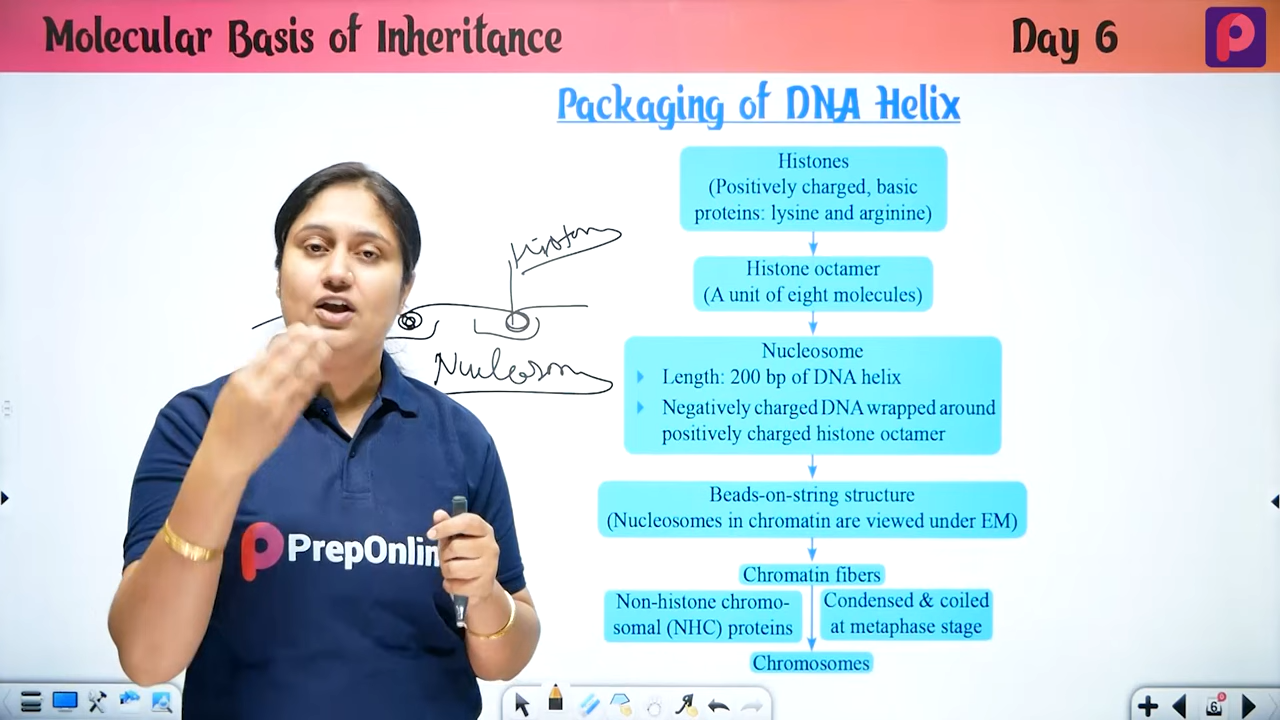 Molecular Basis of Inheritance
Day 6
Packaging of DNA Helix
Histones
(Positively charged, basic
proteins: lysine and arginine)
Histone octamer
(A unit of eight molecules)
Nucleosome
Length: 200 bp of DNA helix
Negatively charged DNA wrapped around
positively charged histone octamer
Beads-on-string structure
(Nucleosomes in chromatin are viewed under EM)
Chromatin fibers
Non-histone chromo-
somal (NHC) proteins
Condensed & coiled
at metaphase stage
Chromosomes
Histon
Nucleosom
PrepOnlin
6